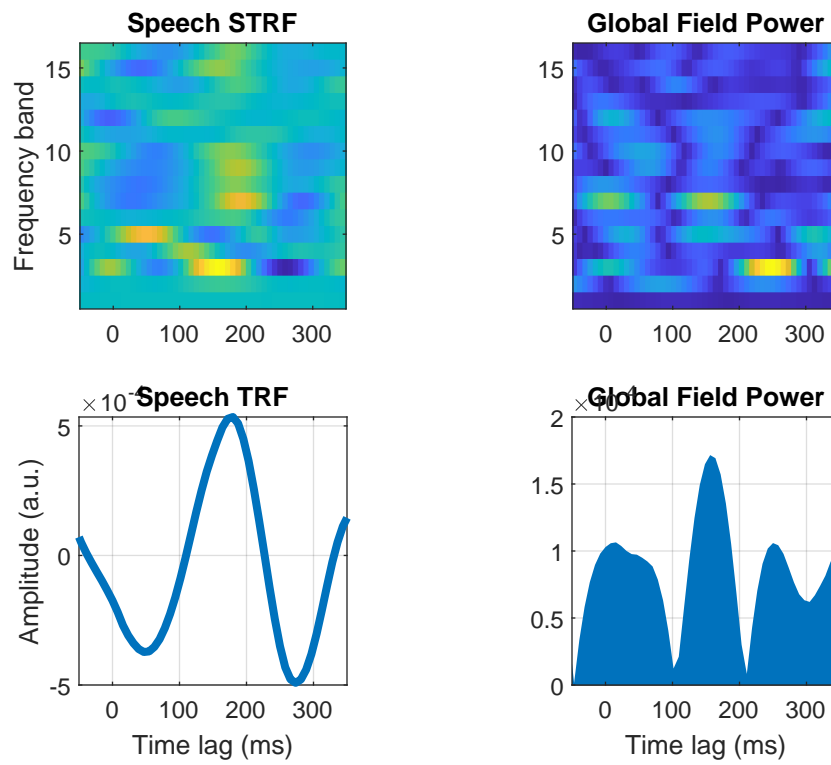 Speech STRF
Global Field Power
Frequency band
15
10
5
0 100 200 300
15
10
5
0 100 200 300
× 10⁻⁴
Speech TRF
Global Field Power
Amplitude (a.u.)
5
0
-5
0 100 200 300
Time lag (ms)
2
1.5
1
0.5
0
0 100 200 300
Time lag (ms)